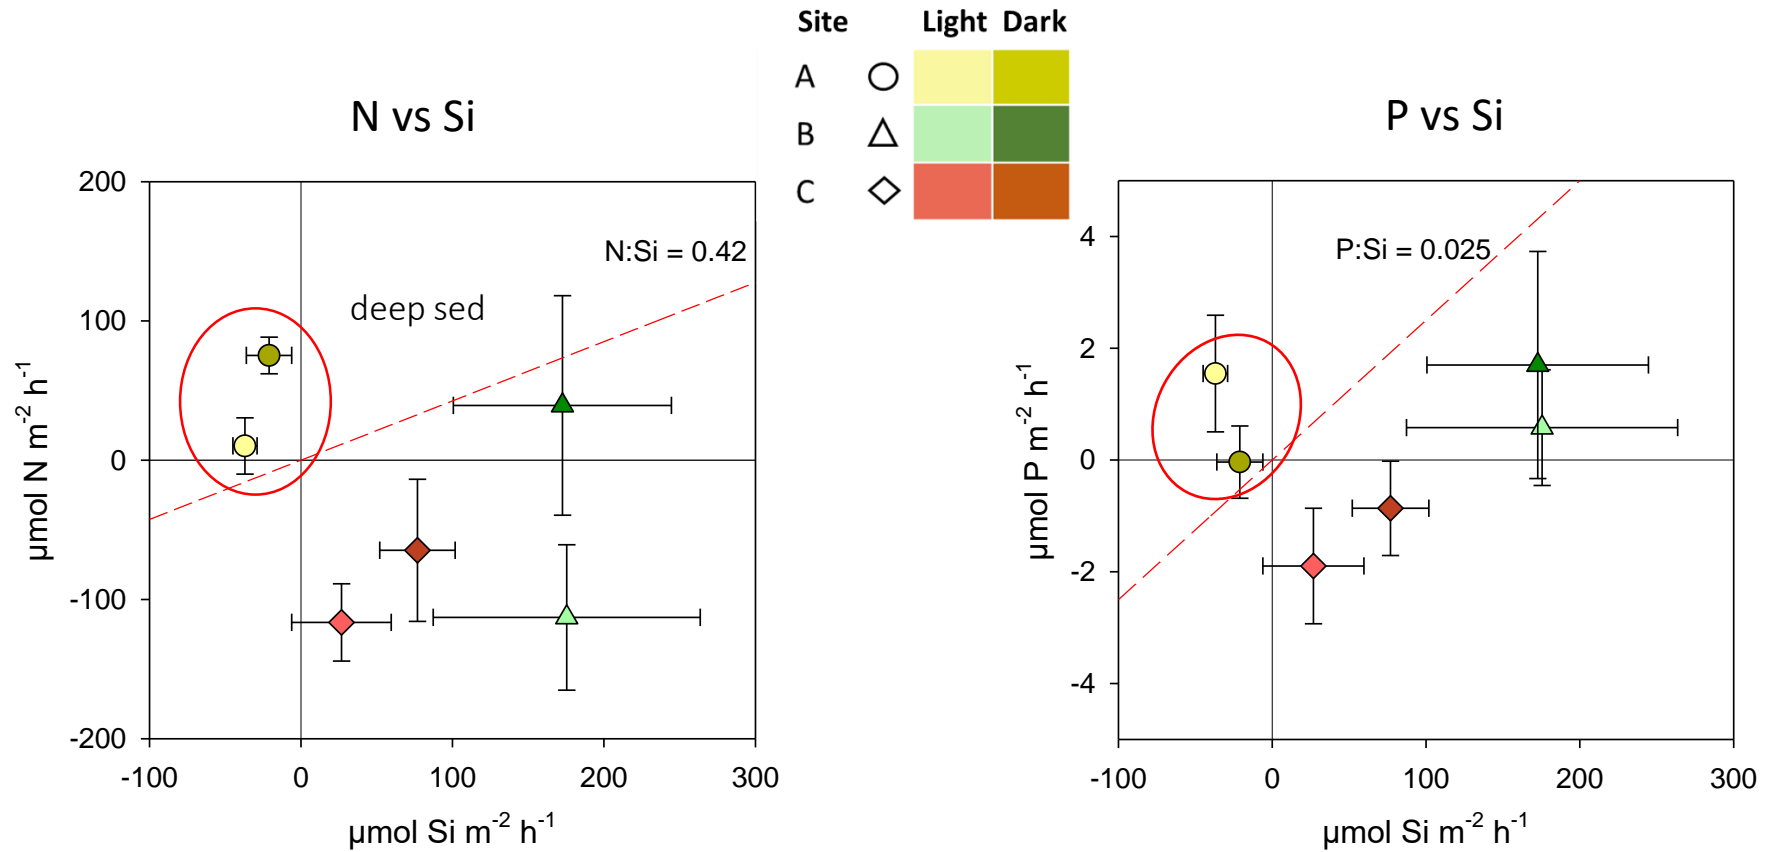 Site Light Dark
A
B
C
N vs Si
200
100
0
-100
-200
N:Si = 0.42
deep sed
-100 0 100 200 300
µmol N m-2 h-1
µmol Si m-2 h-1
P vs Si
4
2
0
-2
-4
P:Si = 0.025
-100 0 100 200 300
µmol P m-2 h-1
µmol Si m-2 h-1